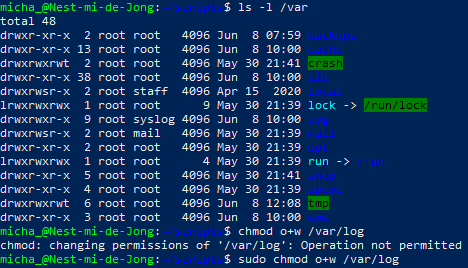 micha_@Nest-mi-de-Jong:~/scripts$ ls -l /var
total 48
drwxr-xr-x 2 root root 4096 Jun 8 07:59 backups
drwxr-xr-x 13 root root 4096 Jun 8 10:00 cache
drwxrwxrwt 2 root root 4096 May 30 21:41 crash
drwxr-xr-x 38 root root 4096 Jun 8 10:00 lib
drwxrwsr-x 2 root staff 4096 Apr 15 2020 local
lrwxrwxrwx 1 root root 9 May 30 21:39 lock -> /run/lock
drwxrwxr-x 9 root syslog 4096 Jun 8 10:00 log
drwxrwsr-x 2 root mail 4096 May 30 21:39 mail
drwxr-xr-x 2 root root 4096 May 30 21:39 opt
lrwxrwxrwx 1 root root 4 May 30 21:39 run -> /run
drwxr-xr-x 5 root root 4096 May 30 21:41 snap
drwxr-xr-x 4 root root 4096 May 30 21:39 spool
drwxrwxrwt 6 root root 4096 Jun 8 12:08 tmp
drwxr-xr-x 3 root root 4096 Jun 8 10:00 www
micha_@Nest-mi-de-Jong:~/scripts$ chmod o+w /var/log
chmod: changing permissions of '/var/log': Operation not permitted
micha_@Nest-mi-de-Jong:~/scripts$ sudo chmod o+w /var/log